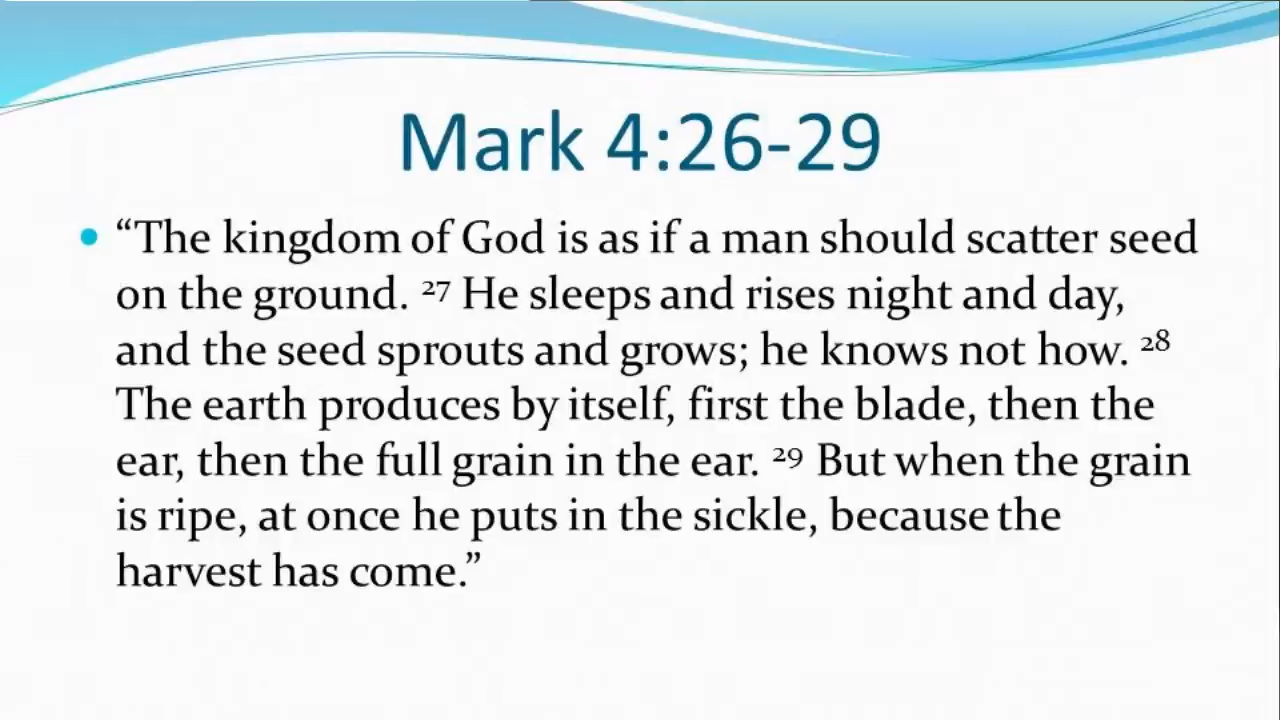 Mark 4:26-29
• “The kingdom of God is as if a man should scatter seed
on the ground. ²⁷ He sleeps and rises night and day,
and the seed sprouts and grows; he knows not how. ²⁸
The earth produces by itself, first the blade, then the
ear, then the full grain in the ear. ²⁹ But when the grain
is ripe, at once he puts in the sickle, because the
harvest has come.”